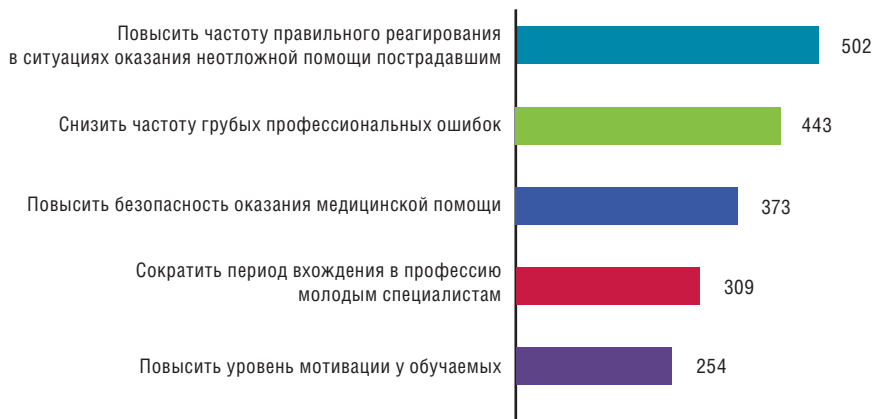 Повысить частоту правильного реагирования
в ситуациях оказания неотложной помощи пострадавшим
502
Снизить частоту грубых профессиональных ошибок
443
Повысить безопасность оказания медицинской помощи
373
Сократить период вхождения в профессию
молодым специалистам
309
Повысить уровень мотивации у обучаемых
254